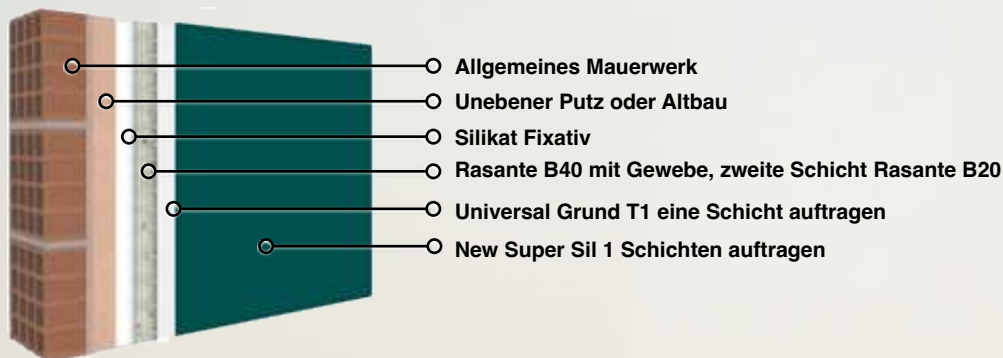 Allgemeines Mauerwerk
Unebener Putz oder Altbau
Silikat Fixativ
Rasante B40 mit Gewebe, zweite Schicht Rasante B20
Universal Grund T1 eine Schicht auftragen
New Super Sil 1 Schichten auftragen